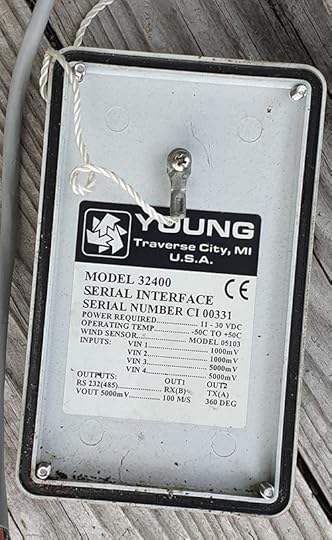 YOUNG
Traverse City, MI
U.S.A.
MODEL 32400
SERIAL INTERFACE CE
SERIAL NUMBER CI 00331
POWER REQUIRED................ 11 - 30 VDC
OPERATING TEMP.......... -50C TO +50C
WIND SENSOR................. MODEL 05103
INPUTS: VIN 1 ........................ 1000mV
VIN 2 ........................ 1000mV
VIN 3 ........................ 5000mV
VIN 4 ........................ 5000mV
OUTPUTS: OUT1 OUT2
RS 232(485)................ RX(B) TX(A)
VOUT 5000mV............ 100 M/S 360 DEG